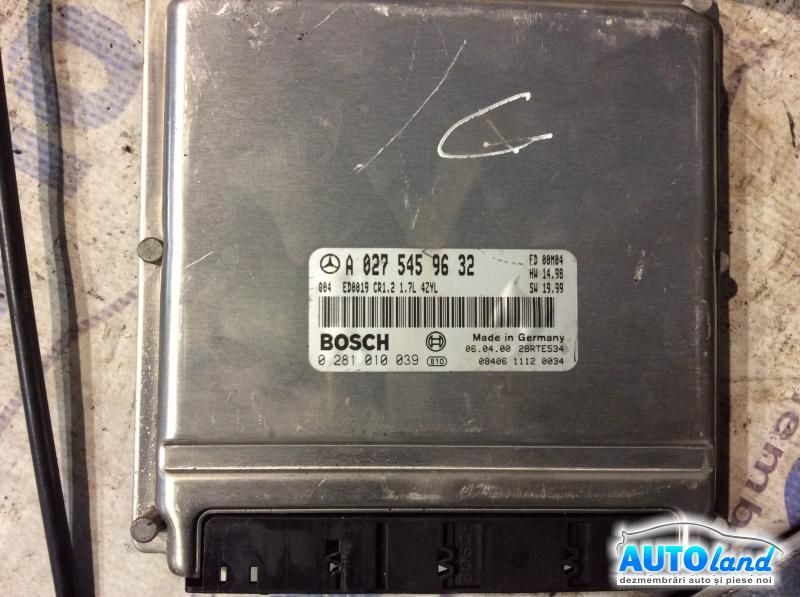 A 027 545 96 32
FD 00M04
HW 14.98
004 ED0019 CR1.2 1.7L 4ZYL
SW 19.99
BOSCH
Made in Germany
06.04.00 28RTE534
0 281 010 039 810
08406 1112 0034
BOSCH
AUTOland
dezmembrări auto și piese noi